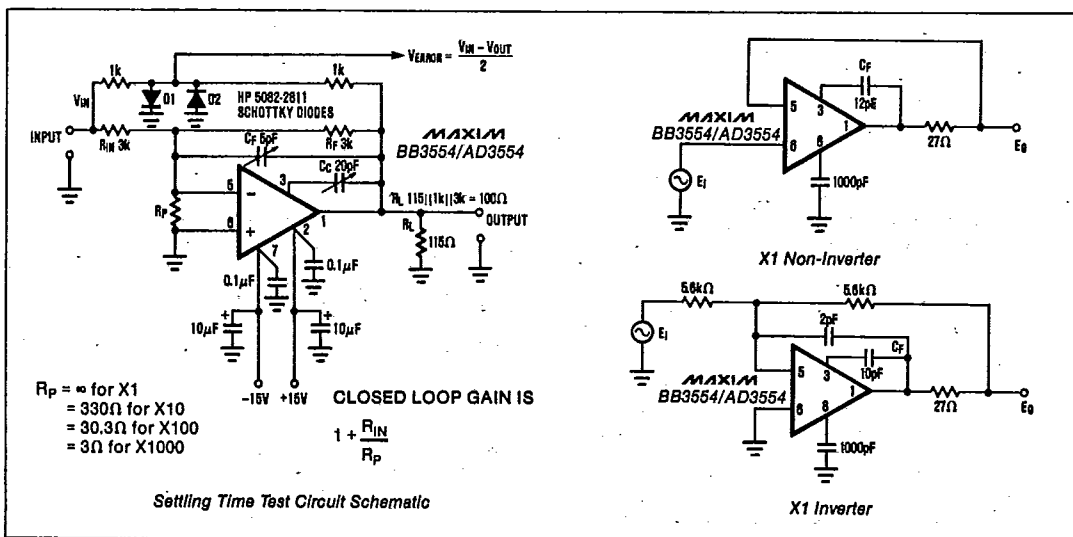 VERROR = VIN – VOUT / 2
1k
1k
VIN
D1
D2
HP 5082-2811
SCHOTTKY DIODES
INPUT
RIN 3k
RF 3k
CF 5pF
MAXIM
BB3554/AD3554
CC 20pF
5
3
RP
6
1
7
2
RL 115||1k||3k = 100Ω
OUTPUT
RL
115Ω
0.1µF
0.1µF
10µF
10µF
-15V
+15V
RP = ∞ for X1
= 330Ω for X10
= 30.3Ω for X100
= 3Ω for X1000
CLOSED LOOP GAIN IS
1 + RIN / RP
Settling Time Test Circuit Schematic
CF
12pF
5
3
1
MAXIM
BB3554/AD3554
6
8
27Ω
EO
EI
1000pF
X1 Non-Inverter
5.6kΩ
5.6kΩ
EI
2pF
CF
10pF
5
3
1
MAXIM
BB3554/AD3554
6
8
27Ω
EO
1000pF
X1 Inverter